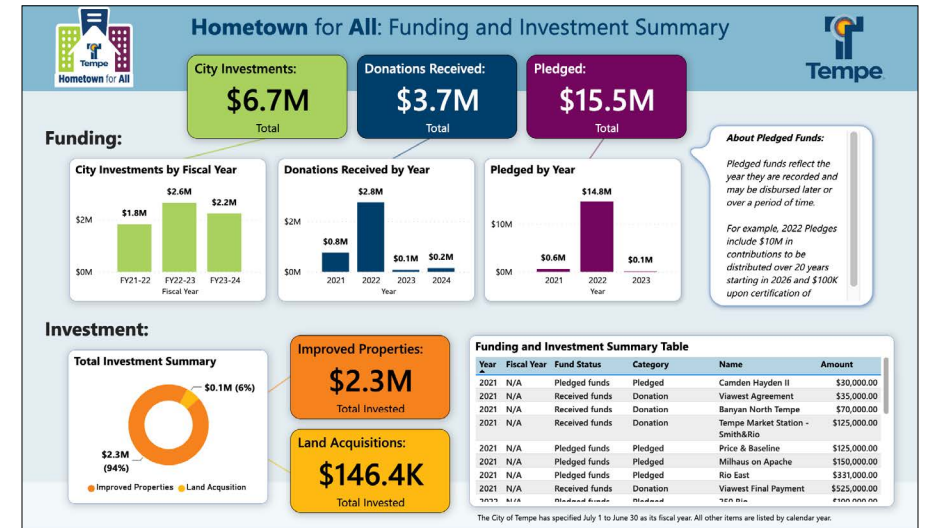 Hometown for All: Funding and Investment Summary
Tempe
Hometown for All
Tempe
City Investments:
$6.7M
Total
Donations Received:
$3.7M
Total
Pledged:
$15.5M
Total
Funding:
City Investments by Fiscal Year
$2M
$0M
$1.8M
$2.6M
$2.2M
FY21-22 FY22-23 FY23-24
Fiscal Year
Donations Received by Year
$2M
$0M
$0.8M
$2.8M
$0.1M
$0.2M
2021 2022 2023 2024
Year
Pledged by Year
$10M
$0M
$0.6M
$14.8M
$0.1M
2021 2022 2023
Year
About Pledged Funds:
Pledged funds reflect the
year they are recorded and
may be disbursed later or
over a period of time.
For example, 2022 Pledges
include $10M in
contributions to be
distributed over 20 years
starting in 2026 and $100K
upon certification of
Investment:
Total Investment Summary
$0.1M (6%)
$2.3M
(94%)
Improved Properties Land Acqusition
Improved Properties:
$2.3M
Total Invested
Land Acquisitions:
$146.4K
Total Invested
Funding and Investment Summary Table
Year Fiscal Year Fund Status Category Name Amount
2021 N/A Pledged funds Pledged Camden Hayden II $30,000.00
2021 N/A Received funds Donation Viawest Agreement $35,000.00
2021 N/A Received funds Donation Banyan North Tempe $70,000.00
2021 N/A Received funds Donation Tempe Market Station - $125,000.00
Smith&Rio
2021 N/A Pledged funds Pledged Price & Baseline $125,000.00
2021 N/A Pledged funds Pledged Milhaus on Apache $150,000.00
2021 N/A Pledged funds Pledged Rio East $331,000.00
2021 N/A Received funds Donation Viawest Final Payment $525,000.00
2022 N/A Pledged funds Pledged 250 Rio $100,000.00
The City of Tempe has specified July 1 to June 30 as its fiscal year. All other items are listed by calendar year.